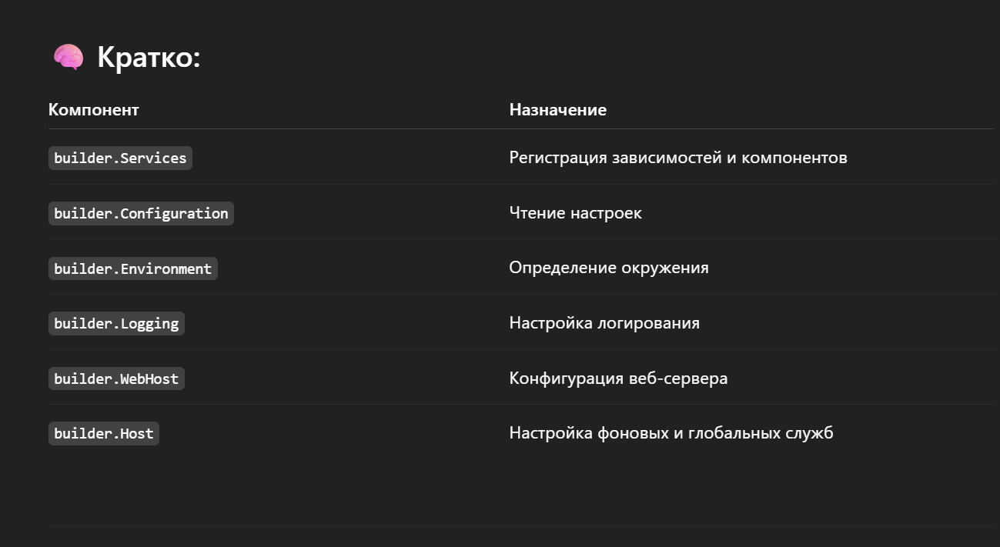 🧠 Кратко:
Компонент Назначение
builder.Services Регистрация зависимостей и компонентов
builder.Configuration Чтение настроек
builder.Environment Определение окружения
builder.Logging Настройка логирования
builder.WebHost Конфигурация веб-сервера
builder.Host Настройка фоновых и глобальных служб